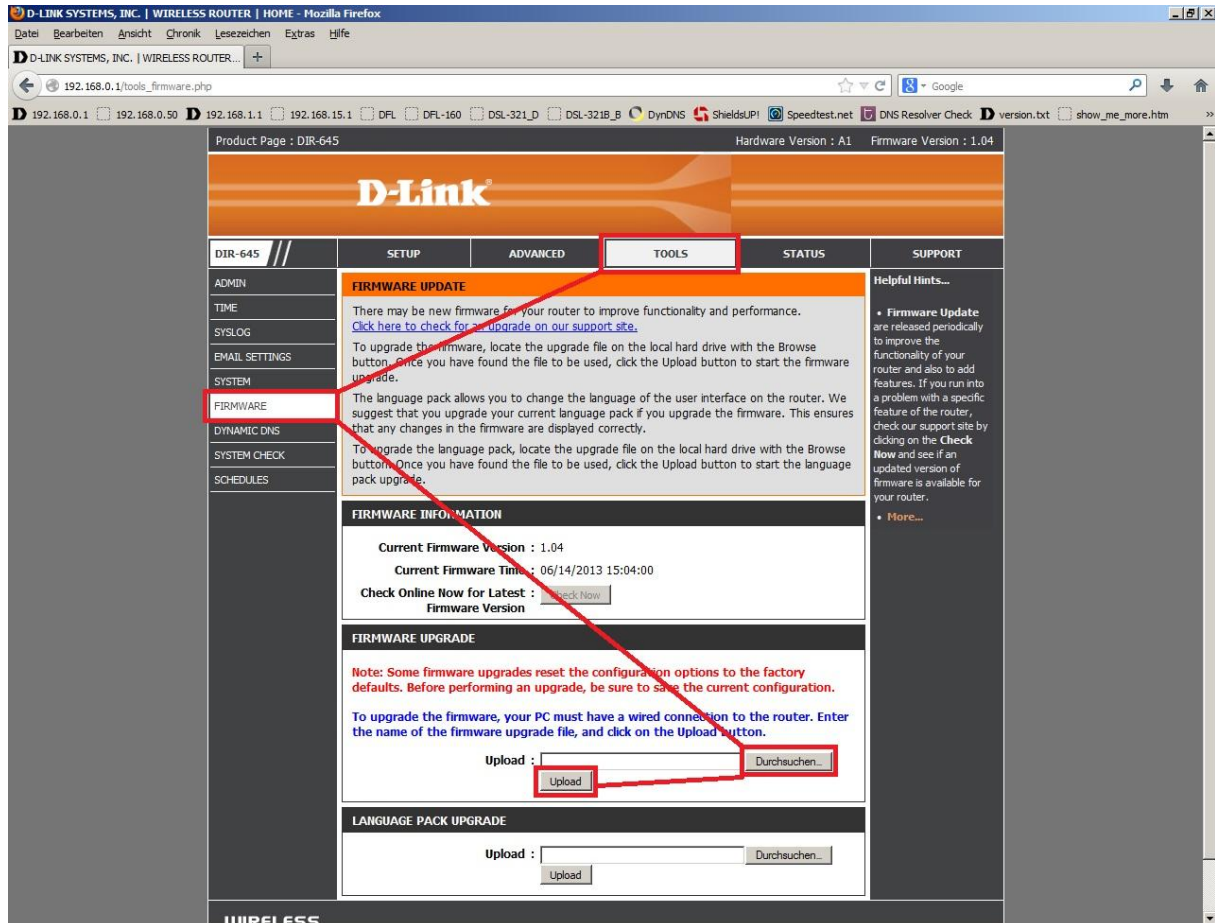 D-LINK SYSTEMS, INC. | WIRELESS ROUTER | HOME - Mozilla Firefox
Datei Bearbeiten Ansicht Chronik Lesezeichen Extras Hilfe
D-LINK SYSTEMS, INC. | WIRELESS ROUTER... +
192.168.0.1/tools_firmware.php
Google
192.168.0.1 192.168.0.50 192.168.1.1 192.168.15.1 DFL DFL-160 DSL-321_D DSL-321B_B DynDNS ShieldsUP! Speedtest.net DNS Resolver Check version.txt show_me_more.htm »
Product Page : DIR-645 Hardware Version : A1 Firmware Version : 1.04
D-Link
DIR-645 SETUP ADVANCED TOOLS STATUS SUPPORT
ADMIN
TIME
SYSLOG
EMAIL SETTINGS
SYSTEM
FIRMWARE
DYNAMIC DNS
SYSTEM CHECK
SCHEDULES
FIRMWARE UPDATE
There may be new firmware for your router to improve functionality and performance.
Click here to check for an upgrade on our support site.
To upgrade the firmware, locate the upgrade file on the local hard drive with the Browse
button. Once you have found the file to be used, click the Upload button to start the firmware
upgrade.
The language pack allows you to change the language of the user interface on the router. We
suggest that you upgrade your current language pack if you upgrade the firmware. This ensures
that any changes in the firmware are displayed correctly.
To upgrade the language pack, locate the upgrade file on the local hard drive with the Browse
button. Once you have found the file to be used, click the Upload button to start the language
pack upgrade.
FIRMWARE INFORMATION
Current Firmware Version : 1.04
Current Firmware Time : 06/14/2013 15:04:00
Check Online Now for Latest : Check Now
Firmware Version
FIRMWARE UPGRADE
Note: Some firmware upgrades reset the configuration options to the factory
defaults. Before performing an upgrade, be sure to save the current configuration.
To upgrade the firmware, your PC must have a wired connection to the router. Enter
the name of the firmware upgrade file, and click on the Upload button.
Upload : Durchsuchen...
Upload
LANGUAGE PACK UPGRADE
Upload : Durchsuchen...
Upload
Helpful Hints...
• Firmware Update
are released periodically
to improve the
functionality of your
router and also to add
features. If you run into
a problem with a specific
feature of the router,
check our support site by
clicking on the Check
Now and see if an
updated version of
firmware is available for
your router.
• More...
WIRELESS